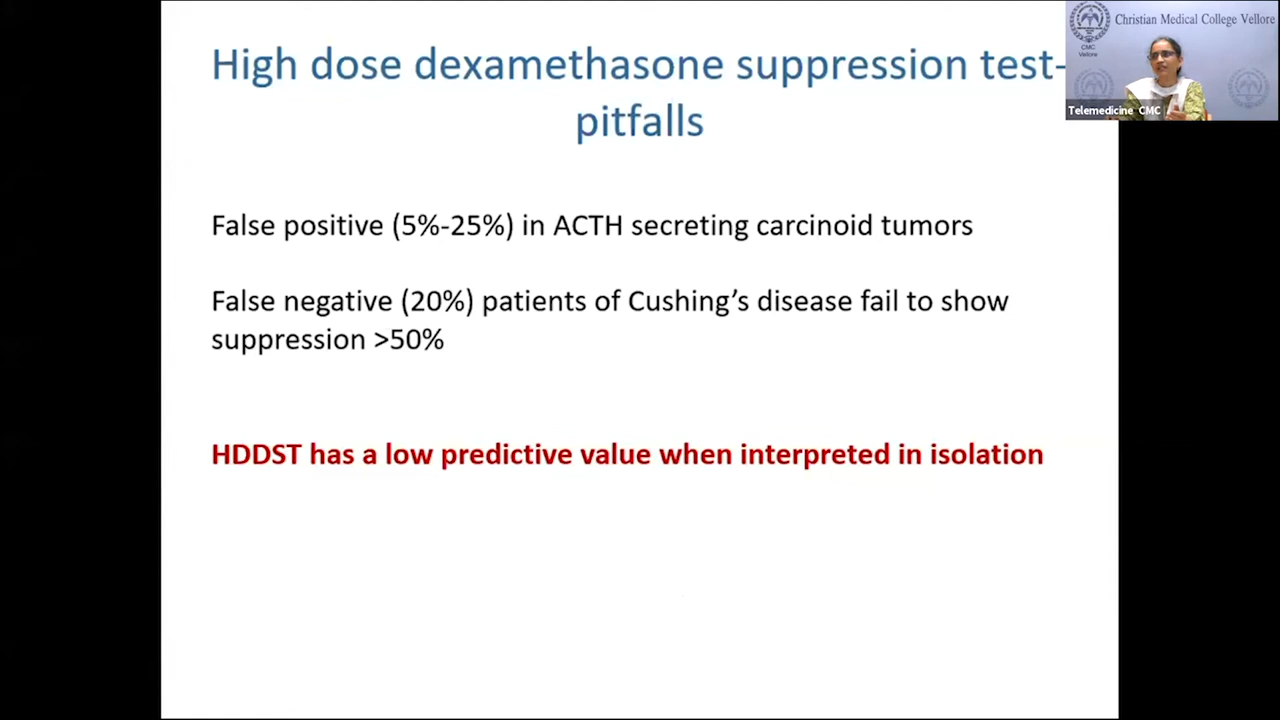 High dose dexamethasone suppression test-
pitfalls
False positive (5%-25%) in ACTH secreting carcinoid tumors
False negative (20%) patients of Cushing’s disease fail to show
suppression >50%
HDDST has a low predictive value when interpreted in isolation
Christian Medical College Vellore
CMC
Vellore
Telemedicine CMC